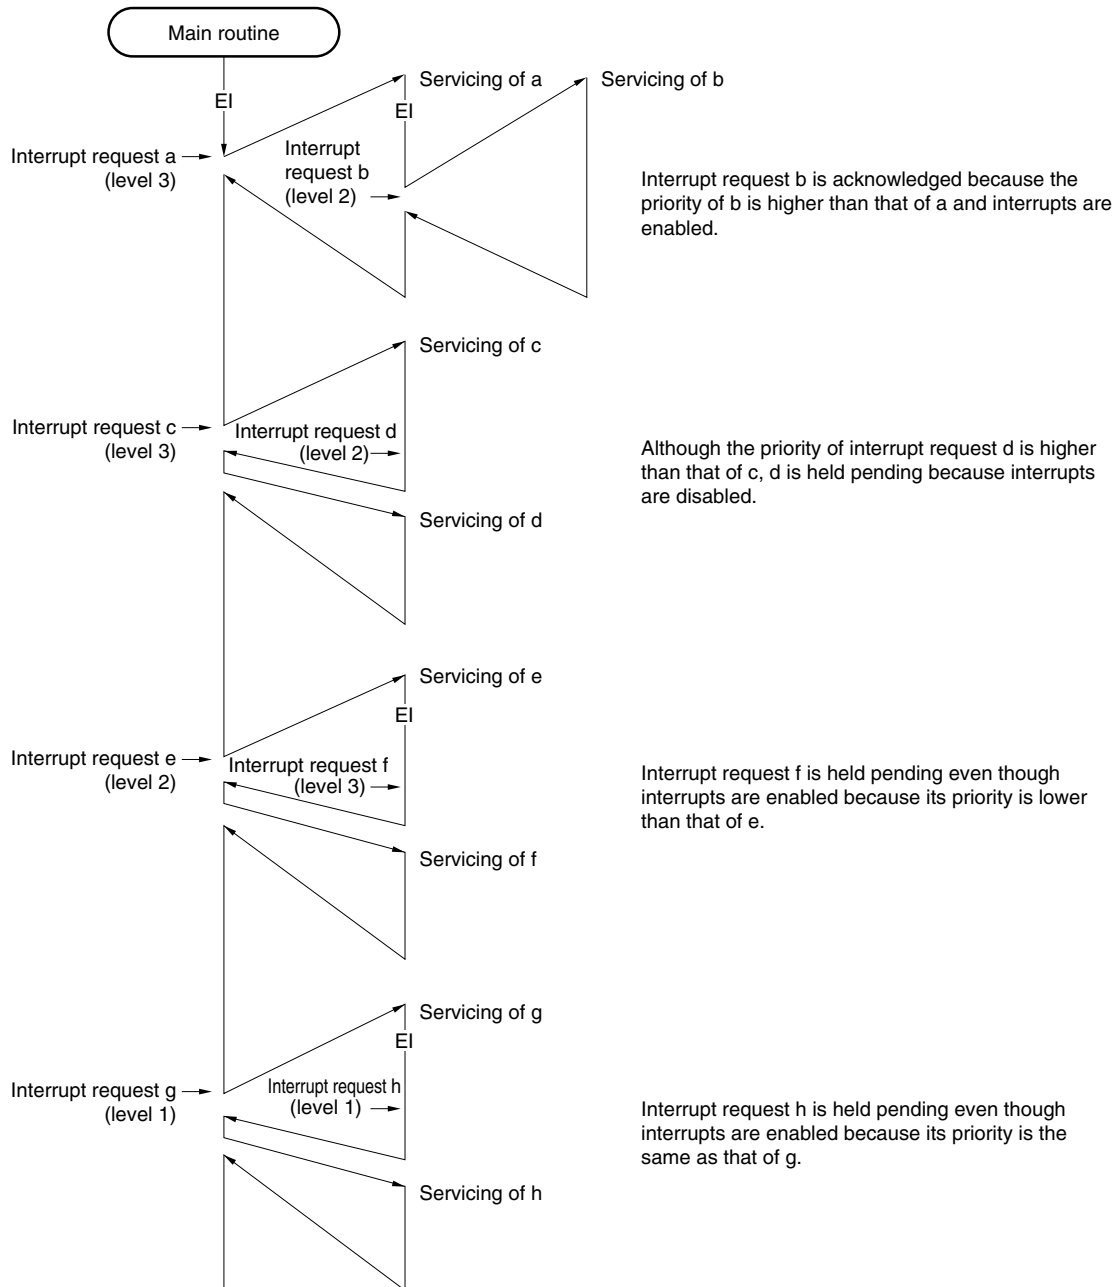 Main routine
EI
Servicing of a
Servicing of b
EI
Interrupt request a
(level 3)
Interrupt
request b
(level 2)
Interrupt request b is acknowledged because the
priority of b is higher than that of a and interrupts are
enabled.
Servicing of c
Interrupt request c
(level 3)
Interrupt request d
(level 2)
Although the priority of interrupt request d is higher
than that of c, d is held pending because interrupts
are disabled.
Servicing of d
Servicing of e
EI
Interrupt request e
(level 2)
Interrupt request f
(level 3)
Interrupt request f is held pending even though
interrupts are enabled because its priority is lower
than that of e.
Servicing of f
Servicing of g
EI
Interrupt request g
(level 1)
Interrupt request h
(level 1)
Interrupt request h is held pending even though
interrupts are enabled because its priority is the
same as that of g.
Servicing of h